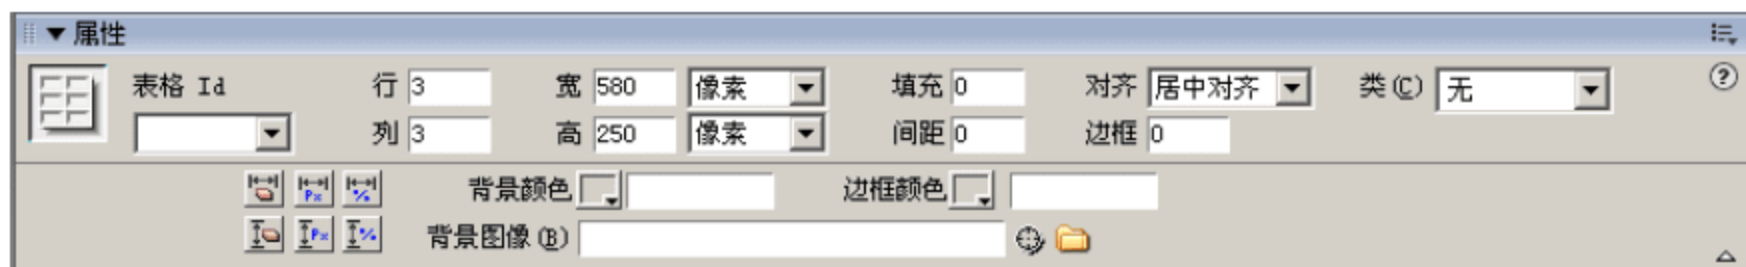 属性
表格 Id 行 3 宽 580 像素 填充 0 对齐 居中对齐 类(C) 无
列 3 高 250 像素 间距 0 边框 0
Px % 背景颜色 边框颜色
Px % 背景图像(B)